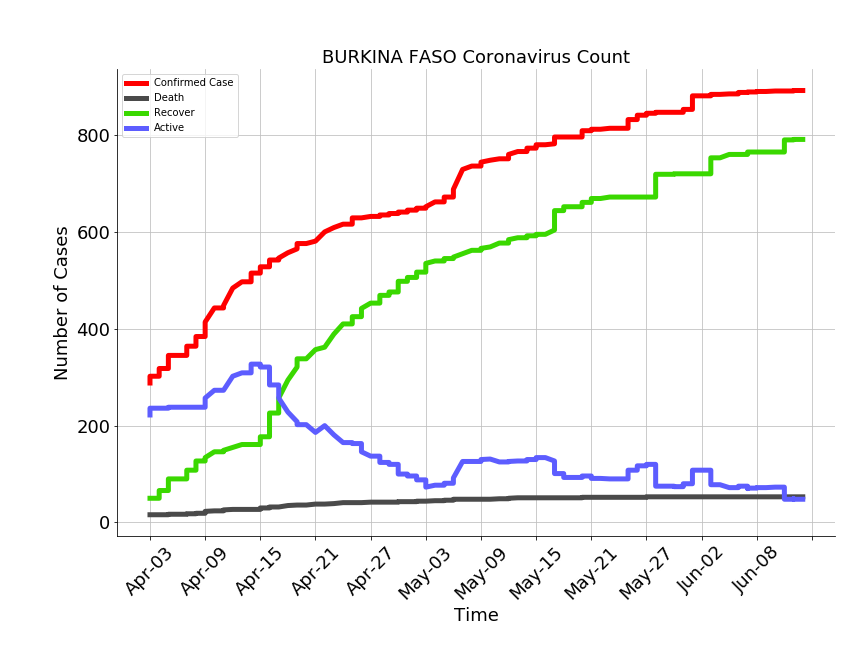 BURKINA FASO Coronavirus Count
Confirmed Case
Death
Recover
Active
Number of Cases
800
600
400
200
0
Apr-03
Apr-09
Apr-15
Apr-21
Apr-27
May-03
May-09
May-15
May-21
May-27
Jun-02
Jun-08
Time